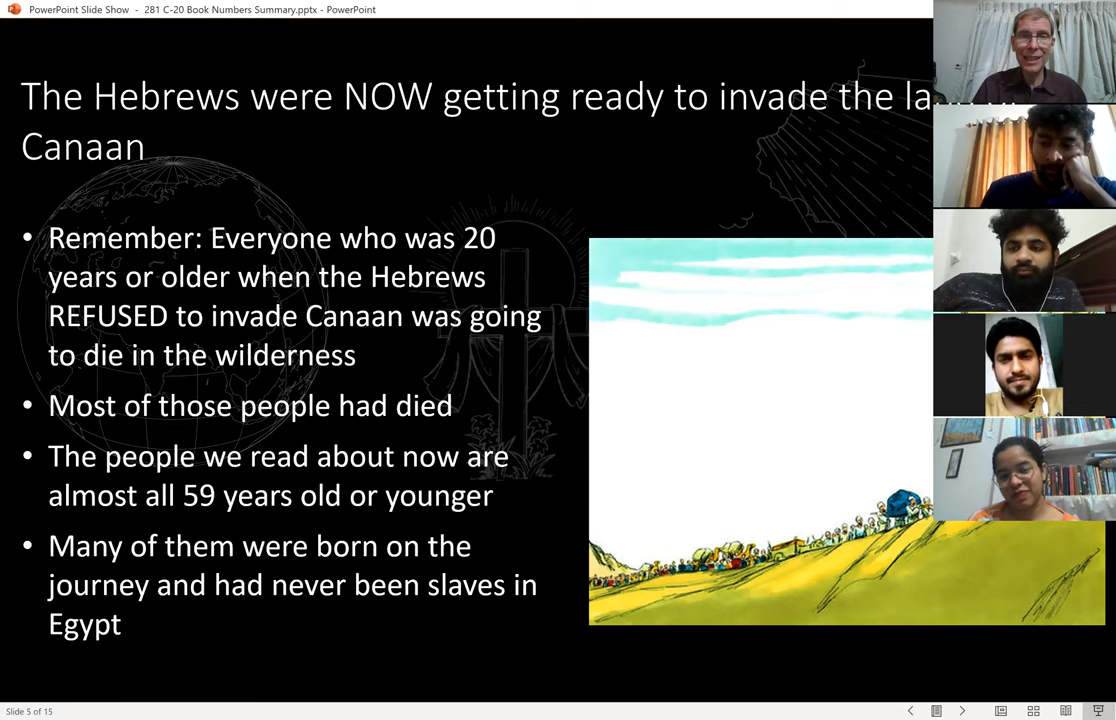 PowerPoint Slide Show - 281 C-20 Book Numbers Summary.pptx - PowerPoint
The Hebrews were NOW getting ready to invade the
Canaan
• Remember: Everyone who was 20
years or older when the Hebrews
REFUSED to invade Canaan was going
to die in the wilderness
• Most of those people had died
• The people we read about now are
almost all 59 years old or younger
• Many of them were born on the
journey and had never been slaves in
Egypt
Slide 5 of 15